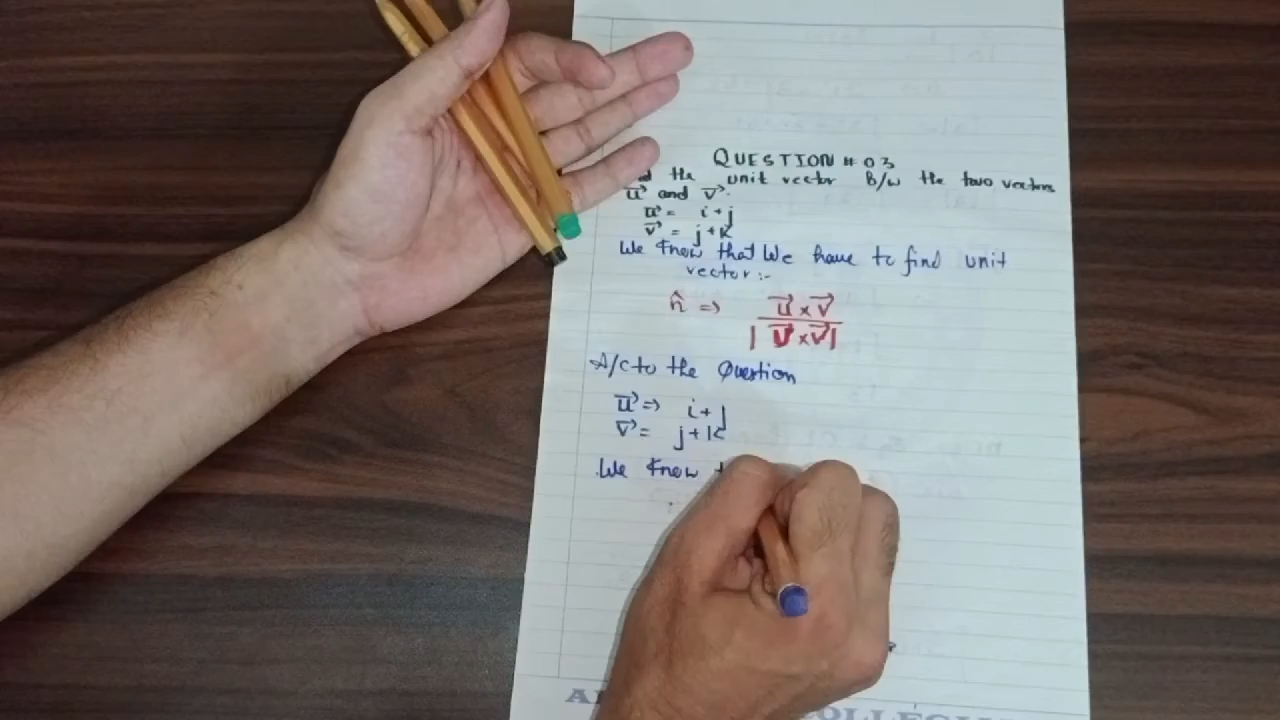 QUESTION # 03
the unit vector B/w the two vectors
u⃗ and v⃗.
u⃗ = i + j
v⃗ = j + k
We know that We have to find unit
vector:-
n̂ => u⃗ x v⃗
| v⃗ x v⃗ |
A/C to the Question
u⃗ => i + j
v⃗ = j + k
We know